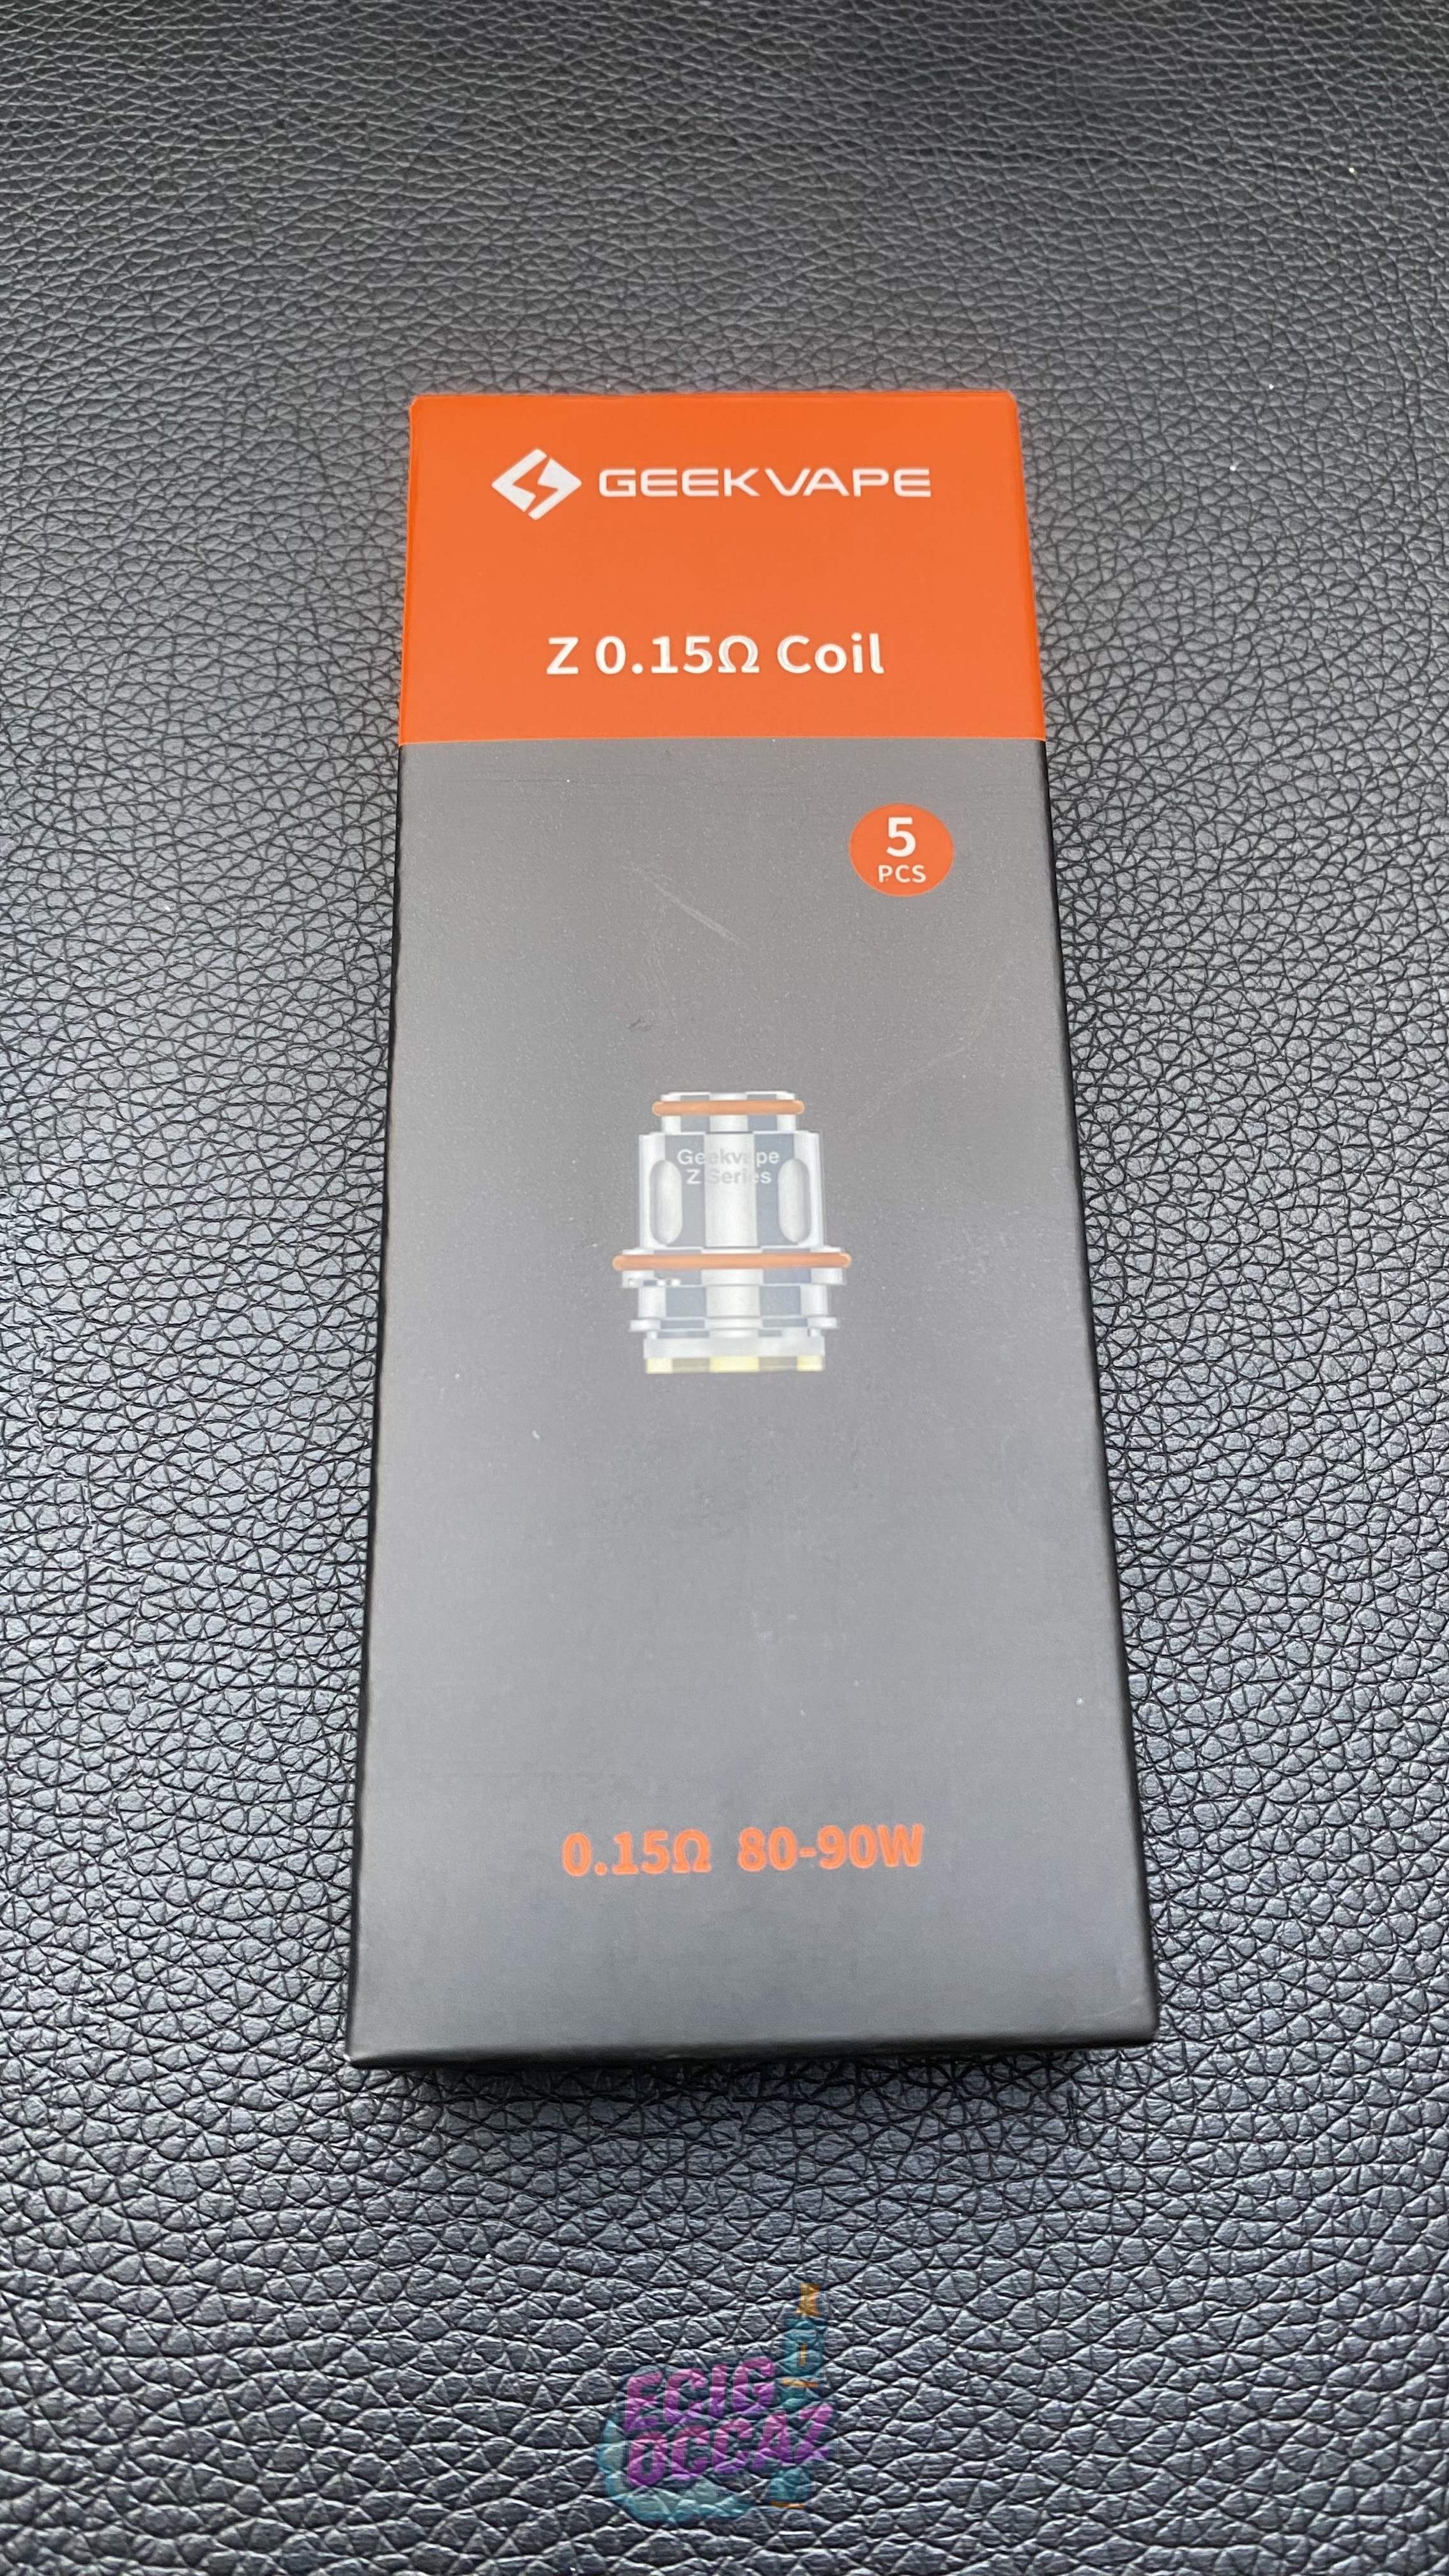 GEEKVAPE
Z 0.15Ω Coil
5
PCS
Geekvape
Z Series
0.15Ω 80-90W
ECIG
OCCAZ